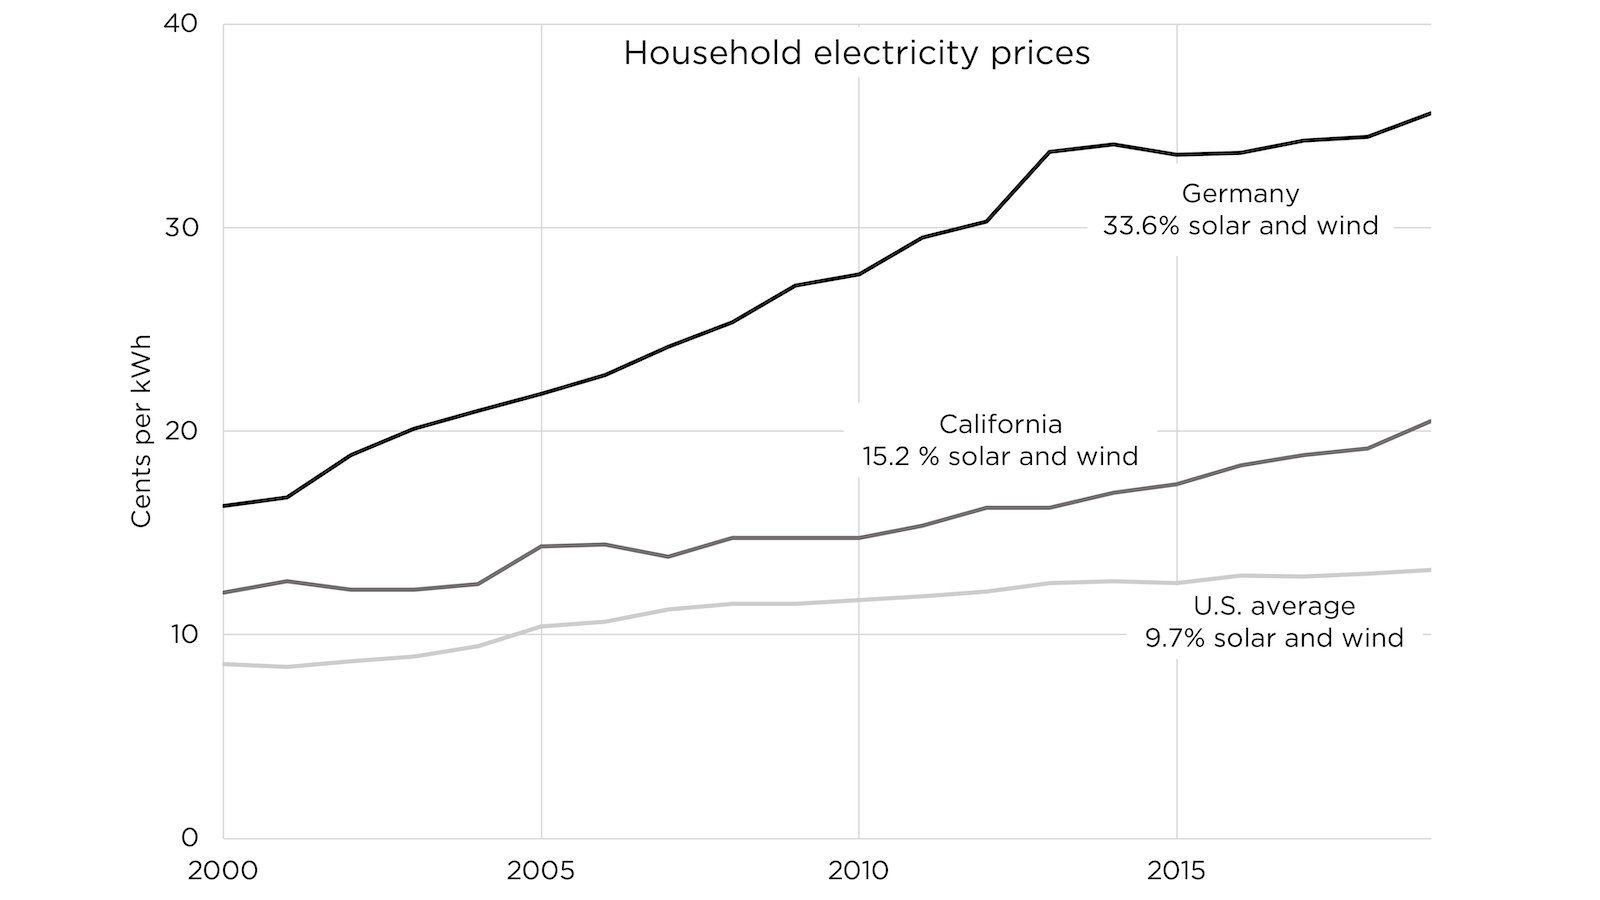 Household electricity prices
40
30
20
10
0
Cents per kWh
Germany
33.6% solar and wind
California
15.2 % solar and wind
U.S. average
9.7% solar and wind
2000
2005
2010
2015